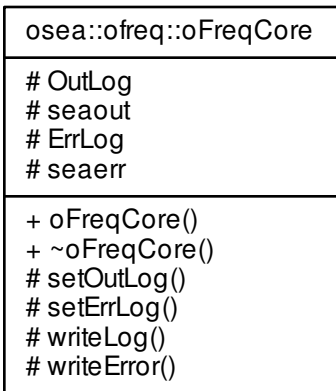 osea::ofreq::oFreqCore
# OutLog
# seaout
# ErrLog
# seaerr
+ oFreqCore()
+ ~oFreqCore()
# setOutLog()
# setErrLog()
# writeLog()
# writeError()